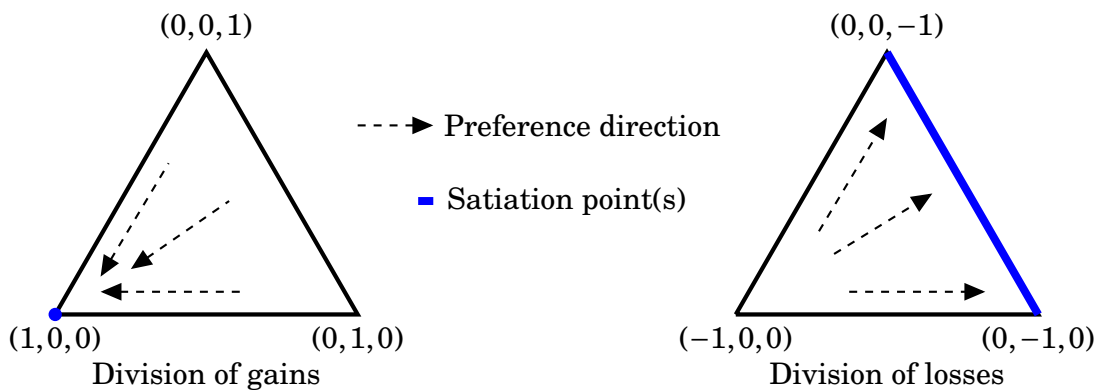 (0,0,1)
(0,0,−1)
Preference direction
Satiation point(s)
(1,0,0)
(0,1,0)
(−1,0,0)
(0,−1,0)
Division of gains
Division of losses